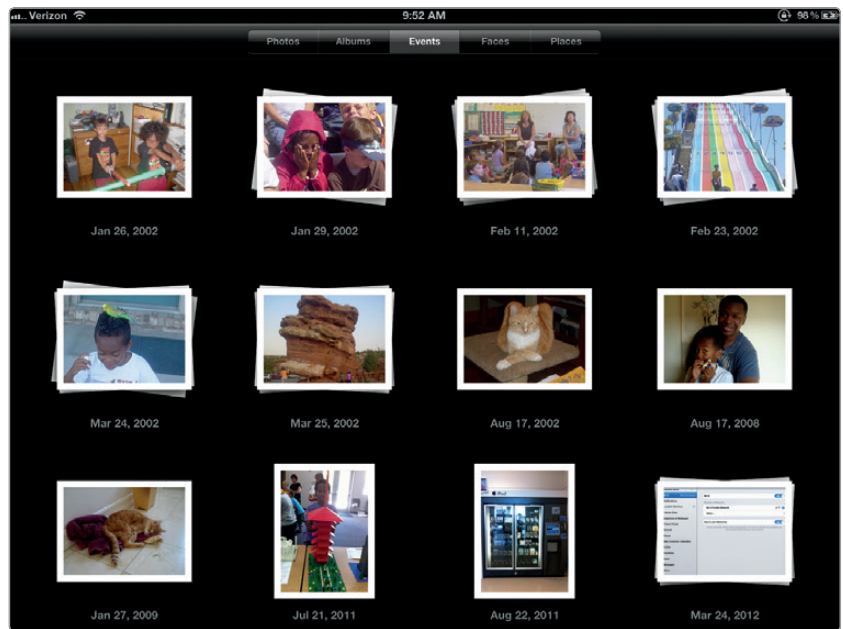 Verizon 9:52 AM 98%
Photos Albums Events Faces Places
Jan 26, 2002 Jan 29, 2002 Feb 11, 2002 Feb 23, 2002
Mar 24, 2002 Mar 25, 2002 Aug 17, 2002 Aug 17, 2008
iPod
Jan 27, 2009 Jul 21, 2011 Aug 22, 2011 Mar 24, 2012